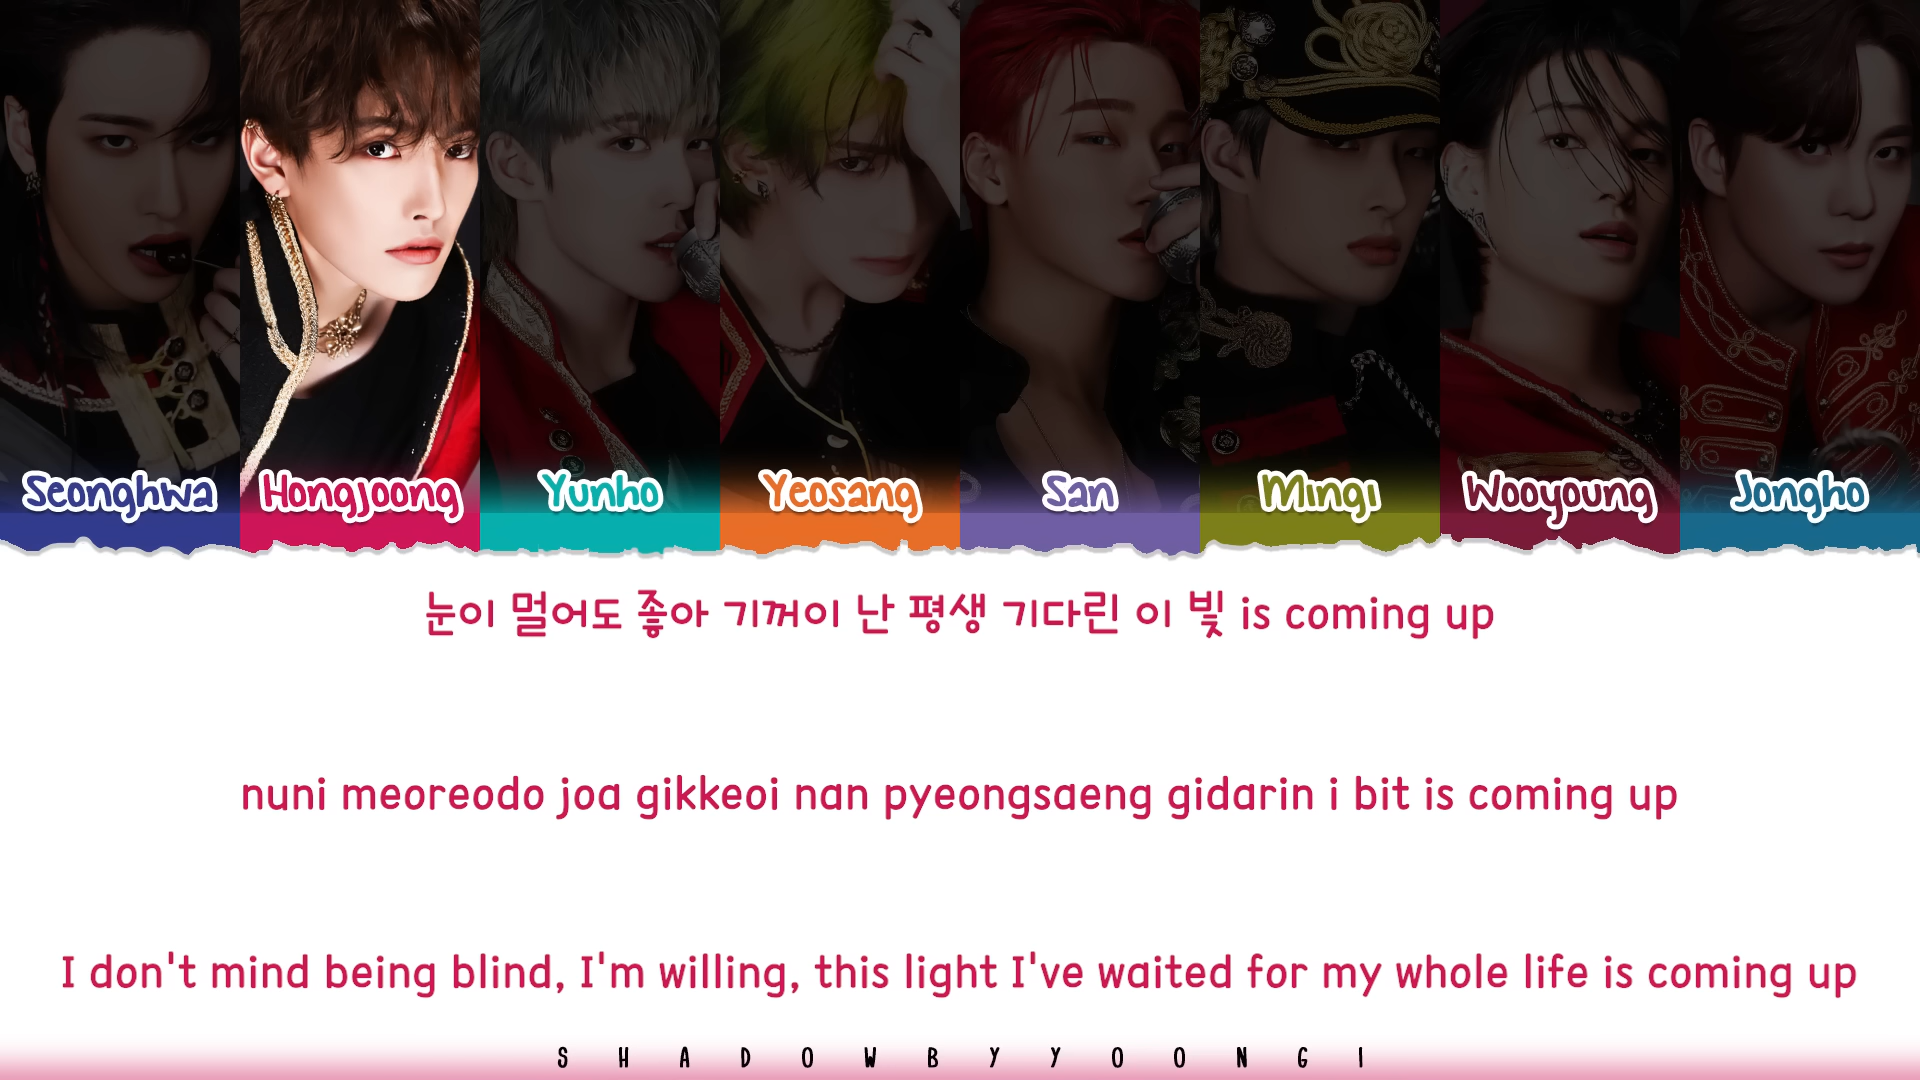 Seonghwa Hongjoong Yunho Yeosang San Mingi Wooyoung Jongho
눈이 멀어도 좋아 기꺼이 난 평생 기다린 이 빛 is coming up
nuni meoreodo joa gikkeoi nan pyeongsaeng gidarin i bit is coming up
I don't mind being blind, I'm willing, this light I've waited for my whole life is coming up
SHADOWBYYOONGI